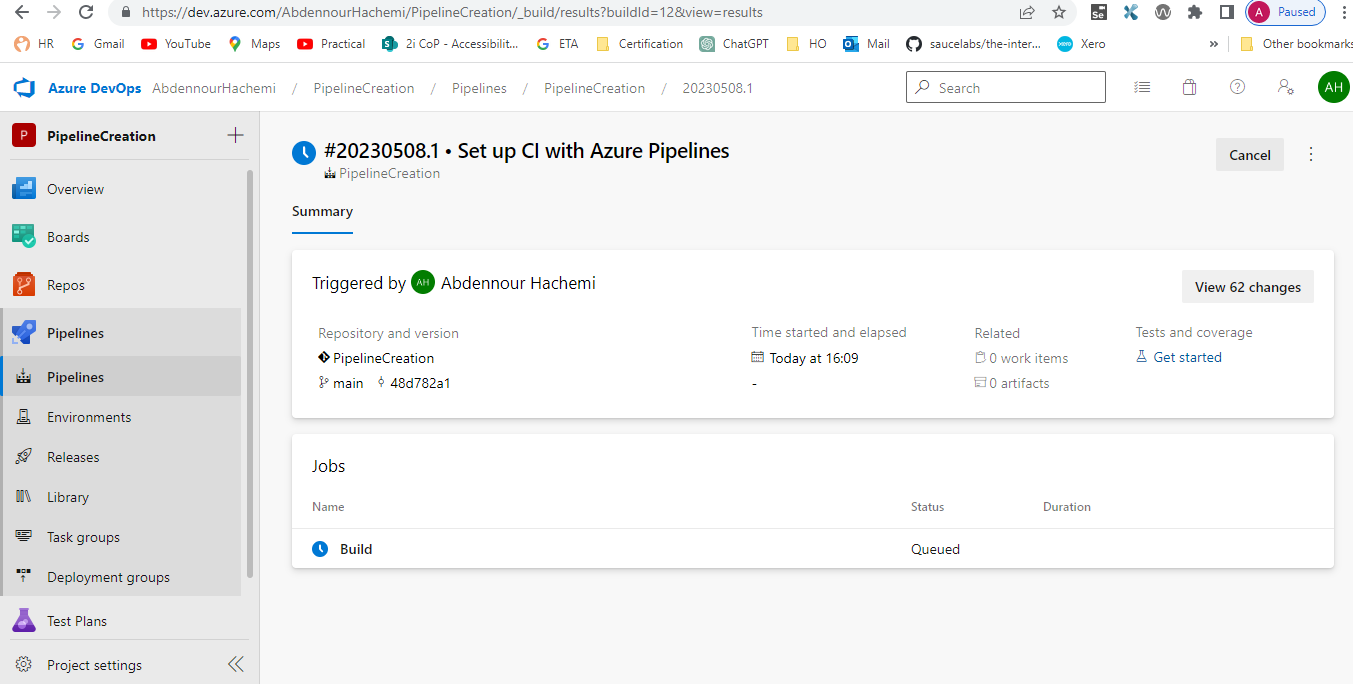 https://dev.azure.com/AbdennourHachemi/PipelineCreation/_build/results?buildId=12&view=results
A Paused
HR Gmail YouTube Maps Practical 2i CoP - Accessibilit... ETA Certification ChatGPT HO Mail saucelabs/the-inter... Xero » Other bookmarks
Azure DevOps AbdennourHachemi / PipelineCreation / Pipelines / PipelineCreation / 20230508.1
Search
AH
P PipelineCreation
Overview
Boards
Repos
Pipelines
Pipelines
Environments
Releases
Library
Task groups
Deployment groups
Test Plans
Project settings
#20230508.1 • Set up CI with Azure Pipelines
PipelineCreation
Cancel
Summary
Triggered by AH Abdennour Hachemi
View 62 changes
Repository and version
PipelineCreation
main 48d782a1
Time started and elapsed
Today at 16:09
-
Related
0 work items
0 artifacts
Tests and coverage
Get started
Jobs
Name Status Duration
Build Queued